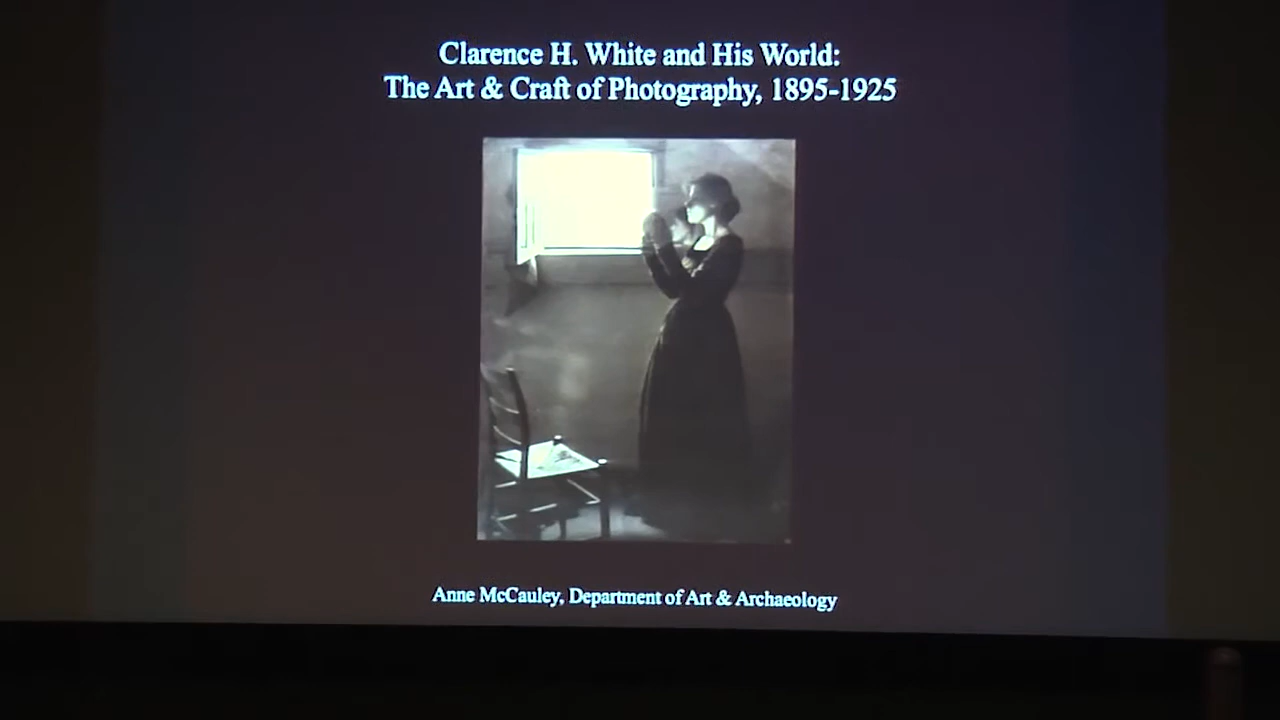 Clarence H. White and His World:
The Art & Craft of Photography, 1895-1925
Anne McCauley, Department of Art & Archaeology